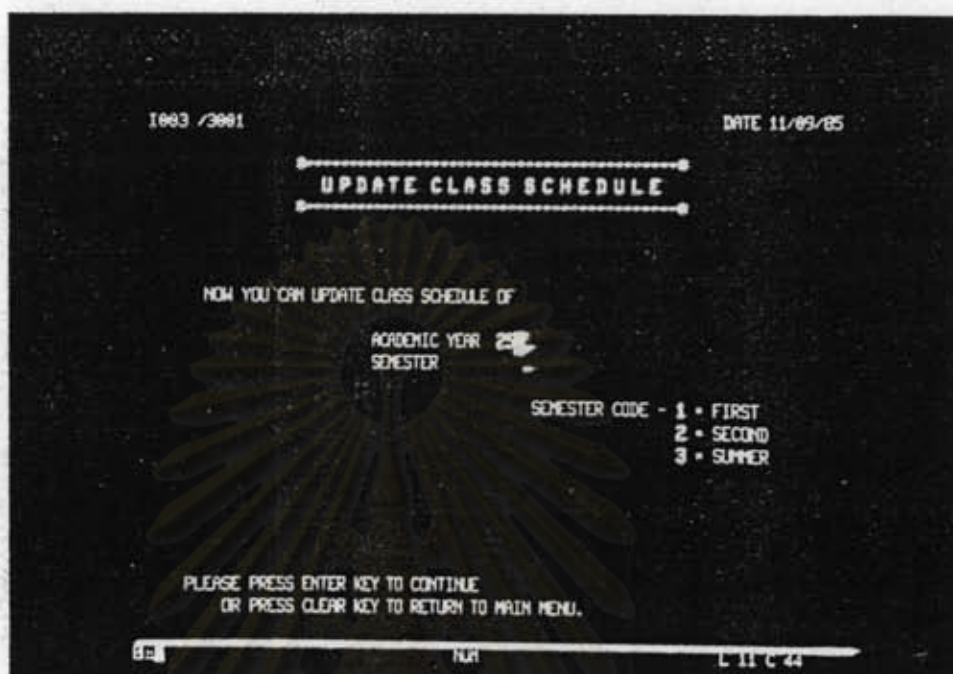 I003 /3001 DATE 11/09/85
UPDATE CLASS SCHEDULE
NOW YOU CAN UPDATE CLASS SCHEDULE OF
ACADEMIC YEAR 25
SEMESTER
SEMESTER CODE - 1 = FIRST
2 = SECOND
3 = SUMMER
PLEASE PRESS ENTER KEY TO CONTINUE
OR PRESS CLEAR KEY TO RETURN TO MAIN MENU.
NUM L 11 C 44